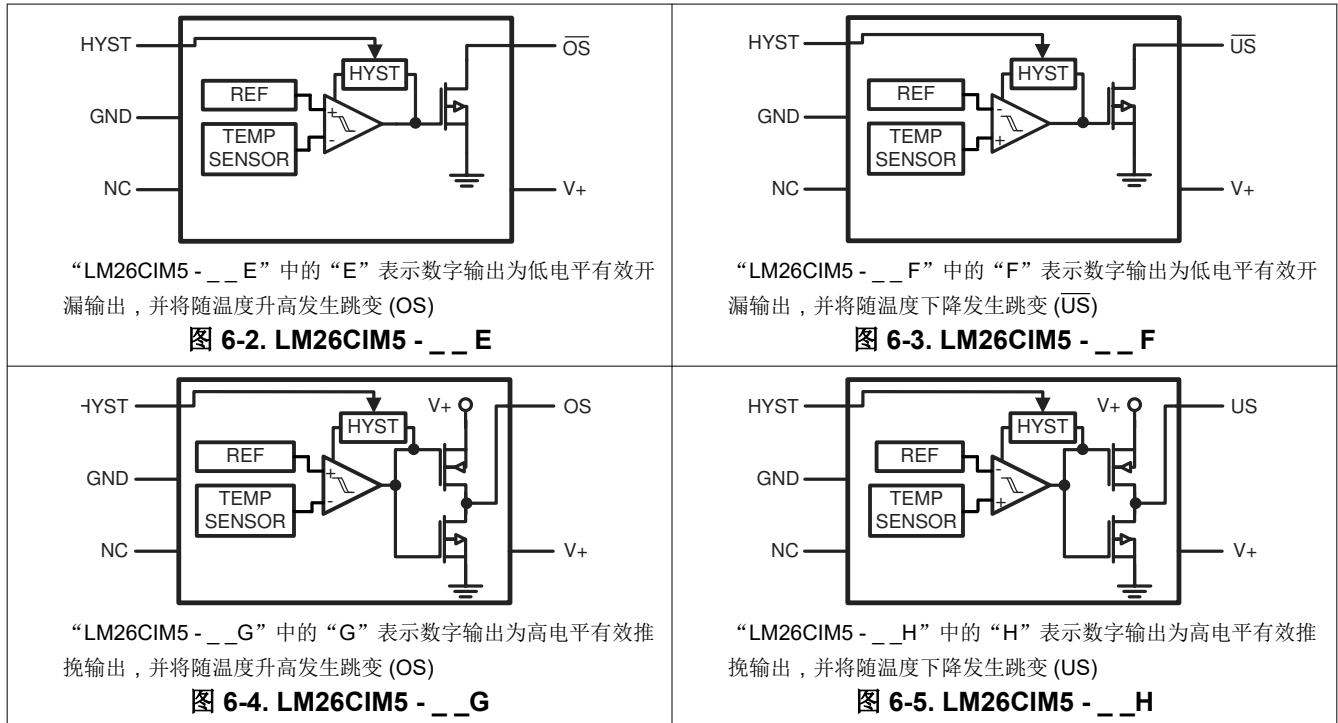 HYST
OS
HYST
REF
+
GND
TEMP
SENSOR
-
NC
V+
“LM26CIM5 - _ _ E”中的“E”表示数字输出为低电平有效开
漏输出，并将随温度升高发生跳变 (OS)
图 6-2. LM26CIM5 - _ _ E
HYST
US
HYST
REF
-
GND
TEMP
SENSOR
+
NC
V+
“LM26CIM5 - _ _ F”中的“F”表示数字输出为低电平有效开
漏输出，并将随温度下降发生跳变 (US)
图 6-3. LM26CIM5 - _ _ F
HYST
V+
OS
HYST
REF
+
GND
TEMP
SENSOR
-
NC
V+
“LM26CIM5 - _ _G”中的“G”表示数字输出为高电平有效推
挽输出，并将随温度升高发生跳变 (OS)
图 6-4. LM26CIM5 - _ _G
HYST
V+
US
HYST
REF
-
GND
TEMP
SENSOR
+
NC
V+
“LM26CIM5 - _ _H”中的“H”表示数字输出为高电平有效推
挽输出，并将随温度下降发生跳变 (US)
图 6-5. LM26CIM5 - _ _H